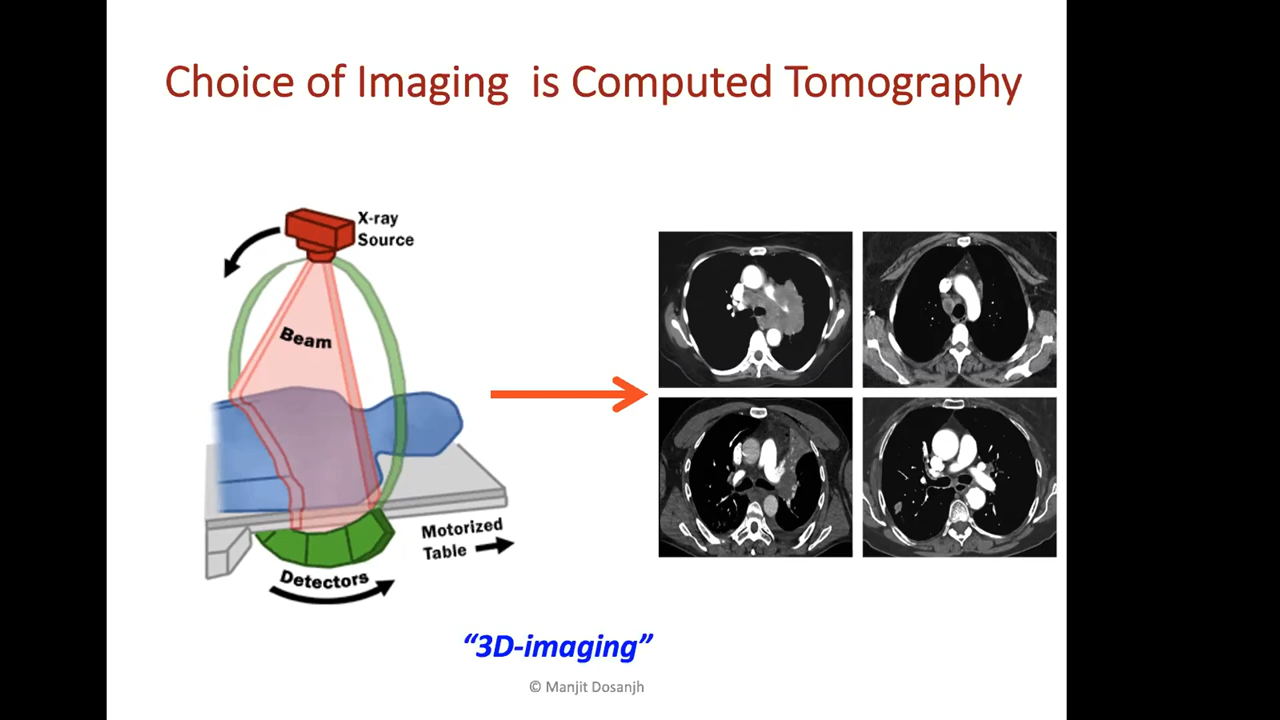 Choice of Imaging is Computed Tomography
X-ray
Source
Beam
Motorized
Table
Detectors
“3D-imaging”
© Manjit Dosanjh